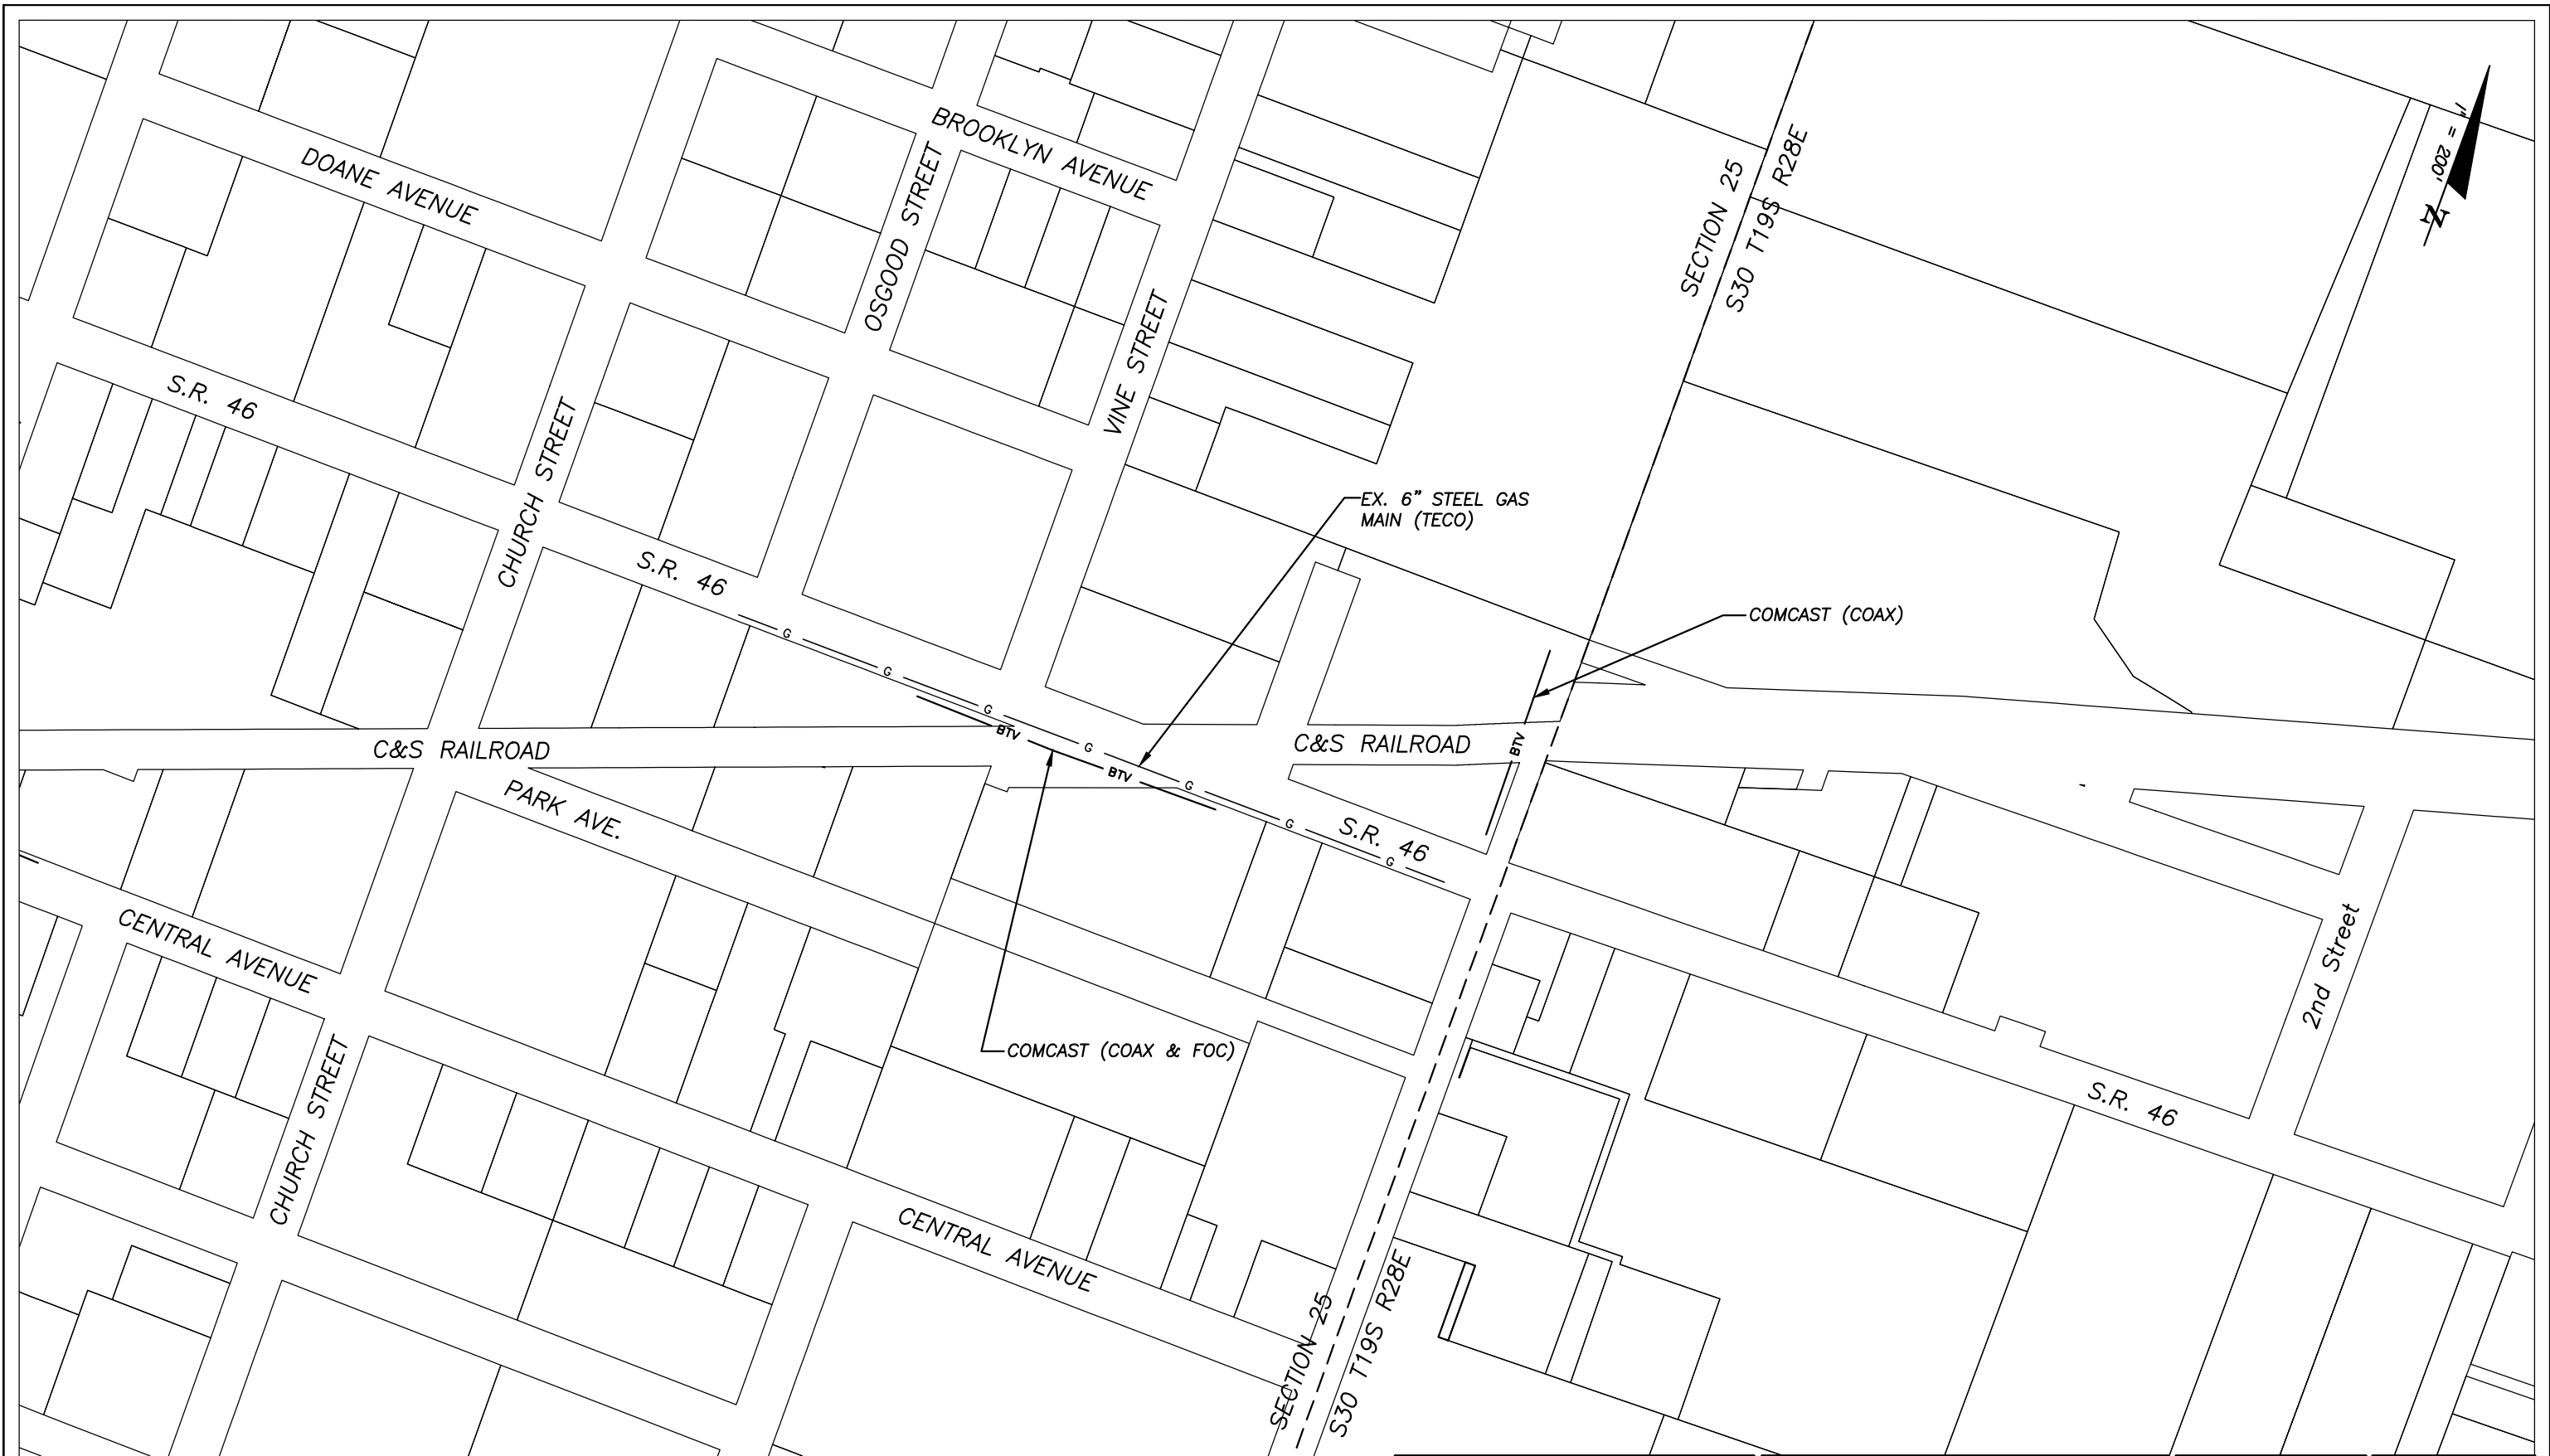 1" = 200'
N
BROOKLYN AVENUE
DOANE AVENUE
OSGOOD STREET
SECTION 25
S30 T19S R28E
VINE STREET
S.R. 46
CHURCH STREET
EX. 6" STEEL GAS
MAIN (TECO)
S.R. 46
COMCAST (COAX)
G
G
G
G
G
G
G
BTV
BTV
BTV
C&S RAILROAD
C&S RAILROAD
PARK AVE.
S.R. 46
CENTRAL AVENUE
2nd Street
COMCAST (COAX & FOC)
CHURCH STREET
S.R. 46
CENTRAL AVENUE
SECTION 25
S30 T19S R28E